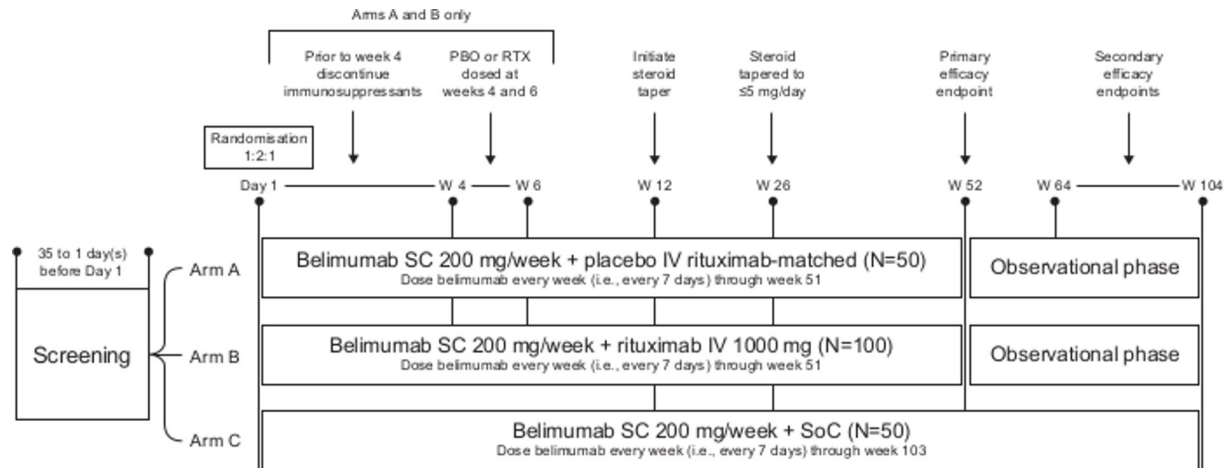 Arms A and B only
Prior to week 4
discontinue
immunosuppressants
PBO or RTX
dosed at
weeks 4 and 6
Initiate
steroid
taper
Steroid
tapered to
≤5 mg/day
Primary
efficacy
endpoint
Secondary
efficacy
endpoints
Randomisation
1:2:1
Day 1
W 4
W 6
W 12
W 26
W 52
W 64
W 104
35 to 1 day(s)
before Day 1
Screening
Arm A
Belimumab SC 200 mg/week + placebo IV rituximab-matched (N=50)
Dose belimumab every week (i.e., every 7 days) through week 51
Observational phase
Arm B
Belimumab SC 200 mg/week + rituximab IV 1000 mg (N=100)
Dose belimumab every week (i.e., every 7 days) through week 51
Observational phase
Arm C
Belimumab SC 200 mg/week + SoC (N=50)
Dose belimumab every week (i.e., every 7 days) through week 103